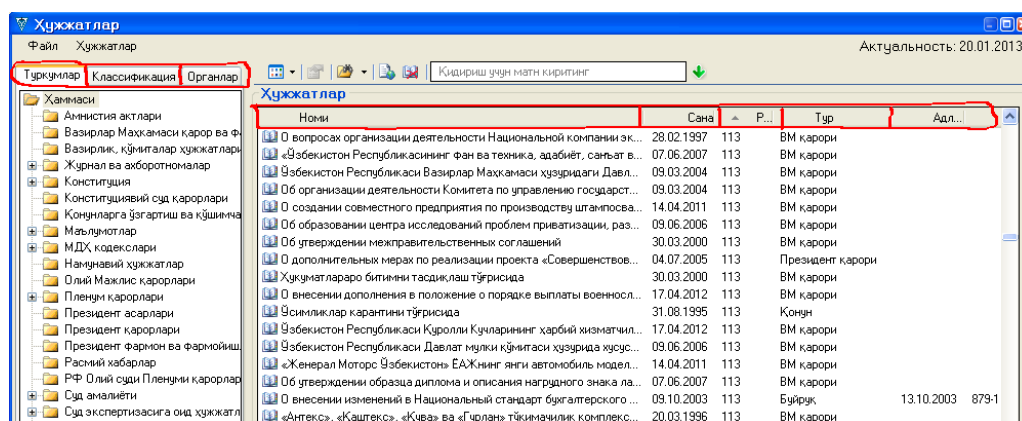 Ҳужжатлар
Файл Ҳужжатлар Актуальность: 20.01.2013
Туркумлар Классификация Органлар Қидириш учун матн киритинг
Ҳаммаси
Амнистия актлари
Вазирлар Маҳкамаси қарор ва ф
Вазирлик, қўмиталар ҳужжатлари
Журнал ва ахборотномалар
Конституция
Конституциявий суд қарорлари
Қонунларга ўзгартиш ва қўшимча
Маълумотлар
МДҲ кодекслари
Намунавий ҳужжатлар
Олий Мажлис қарорлари
Пленум қарорлари
Президент асарлари
Президент қарорлари
Президент фармон ва фармойиш
Расмий хабарлар
РФ Олий суди Пленуми қарорлар
Суд амалиёти
Суд экспертизасига оид ҳужжатл
Ҳужжатлар
Номи Сана Р... Тур Адл...
О вопросах организации деятельности Национальной компании эк... 28.02.1997 113 ВМ қарори
«Ўзбекистон Республикасининг фан ва техника, адабиёт, санъат в... 07.06.2007 113 ВМ қарори
Ўзбекистон Республикаси Вазирлар Маҳкамаси ҳузуридаги Давл... 09.03.2004 113 ВМ қарори
Об организации деятельности Комитета по управлению государст... 09.03.2004 113 ВМ қарори
О создании совместного предприятия по производству штампосва... 14.04.2011 113 ВМ қарори
Об образовании центра исследований проблем приватизации, раз... 09.06.2006 113 ВМ қарори
Об утверждении межправительственных соглашений 30.03.2000 113 ВМ қарори
О дополнительных мерах по реализации проекта «Совершенствов... 04.07.2005 113 Президент қарори
Ҳукуматлараро битимни тасдиқлаш тўғрисида 30.03.2000 113 ВМ қарори
О внесении дополнения в положение о порядке выплаты военносл... 17.04.2012 113 ВМ қарори
Ўсимликлар карантини тўғрисида 31.08.1995 113 Қонун
Ўзбекистон Республикаси Қуролли Кучларининг ҳарбий хизматчил... 17.04.2012 113 ВМ қарори
Ўзбекистон Республикаси Давлат мулки қўмитаси ҳузурида хусус... 09.06.2006 113 ВМ қарори
«Женерал Моторс Ўзбекистон» ЁАЖнинг янги автомобиль модел... 14.04.2011 113 ВМ қарори
Об утверждении образца диплома и описания нагрудного знака ла... 07.06.2007 113 ВМ қарори
О внесении изменений в Национальный стандарт бухгалтерского ... 09.10.2003 113 Буйруқ 13.10.2003 879-1
«Антекс», «Каштекс», «Кува» ва «Гурлан» тўқимачилик комплекс... 20.03.1996 113 ВМ қарори